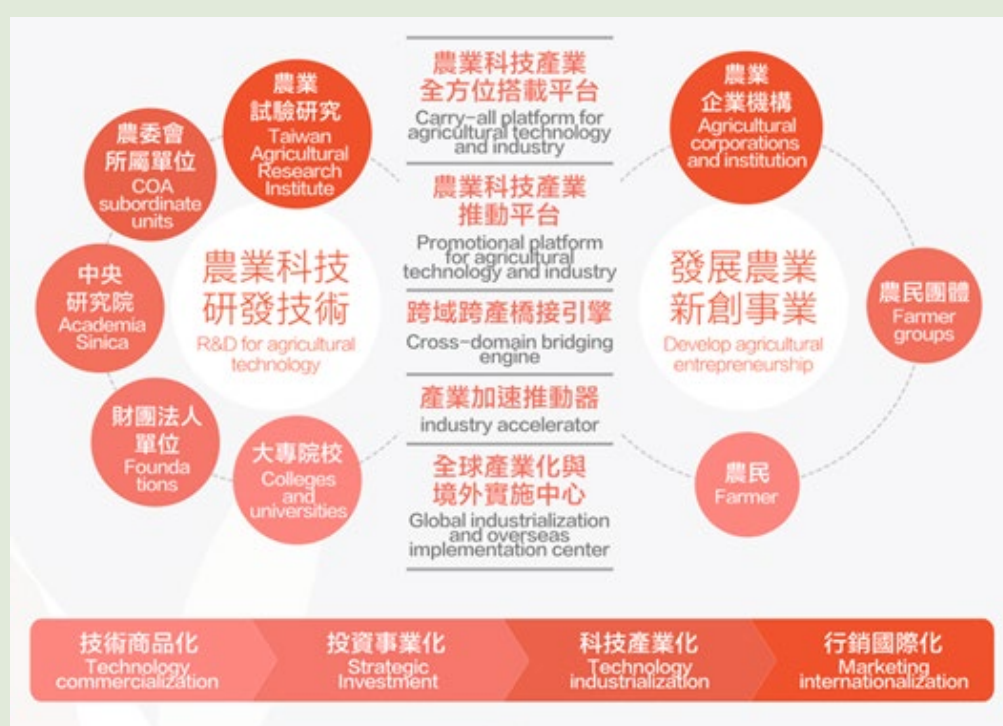 農業
試驗研究
Taiwan
Agricultural
Research
Institute
農委會
所屬單位
COA
subordinate
units
中央
研究院
Academia
Sinica
財團法人
單位
Founda
tions
大專院校
Colleges
and
universities
農業科技
研發技術
R&D for agricultural
technology
農業科技產業
全方位搭載平台
Carry-all platform for
agricultural technology
and industry
農業科技產業
推動平台
Promotional platform
for agricultural
technology and industry
跨域跨產橋接引擎
Cross-domain bridging
engine
產業加速推動器
industry accelerator
全球產業化與
境外實施中心
Global industrialization
and overseas
implementation center
農業
企業機構
Agricultural
corporations
and institution
發展農業
新創事業
Develop agricultural
entrepreneurship
農民團體
Farmer
groups
農民
Farmer
技術商品化
Technology
commercialization
投資事業化
Strategic
Investment
科技產業化
Technology
industrialization
行銷國際化
Marketing
internationalization